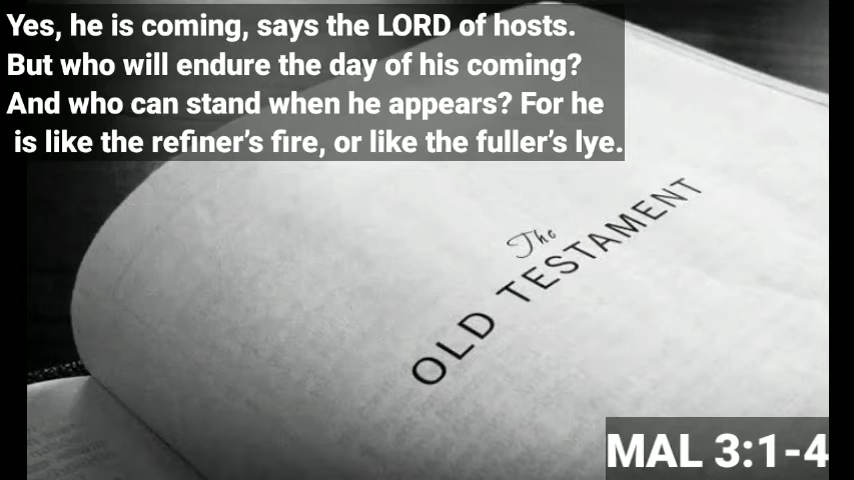 Yes, he is coming, says the LORD of hosts.
But who will endure the day of his coming?
And who can stand when he appears? For he
is like the refiner’s fire, or like the fuller’s lye.
The
OLD TESTAMENT
MAL 3:1-4